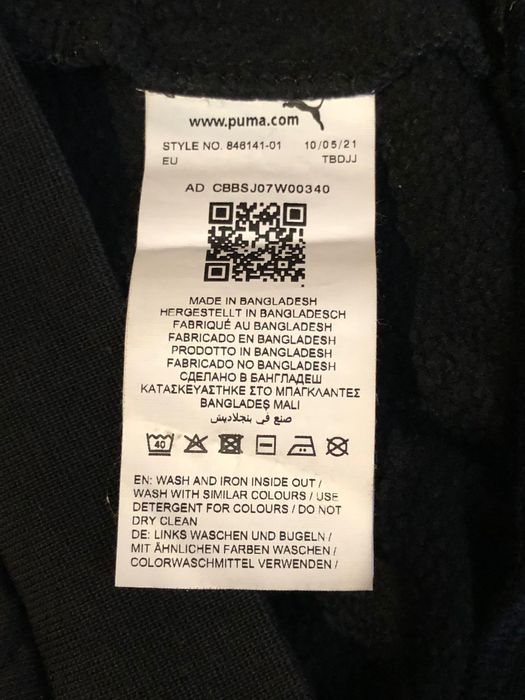 www.puma.com
STYLE NO. 846141-01 10/05/21
EU TBDJJ
AD CBBSJ07W00340
MADE IN BANGLADESH
HERGESTELLT IN BANGLADESCH
FABRIQUÉ AU BANGLADESH
FABRICADO EN BANGLADESH
PRODOTTO IN BANGLADESH
FABRICADO NO BANGLADESH
СДЕЛАНО В БАНГЛАДЕШ
ΚΑΤΑΣΚΕΥΑΣΤΗΚΕ ΣΤΟ ΜΠΑΓΚΛΑΝΤΕΣ
BANGLADEŞ MALI
صنع في بنجلاديش
40
EN: WASH AND IRON INSIDE OUT /
WASH WITH SIMILAR COLOURS / USE
DETERGENT FOR COLOURS / DO NOT
DRY CLEAN
DE: LINKS WASCHEN UND BUGELN /
MIT ÄHNLICHEN FARBEN WASCHEN /
COLORWASCHMITTEL VERWENDEN /